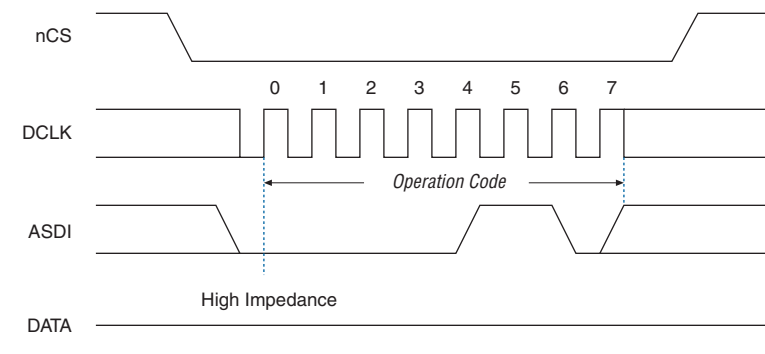 nCS
0 1 2 3 4 5 6 7
DCLK
Operation Code
ASDI
High Impedance
DATA